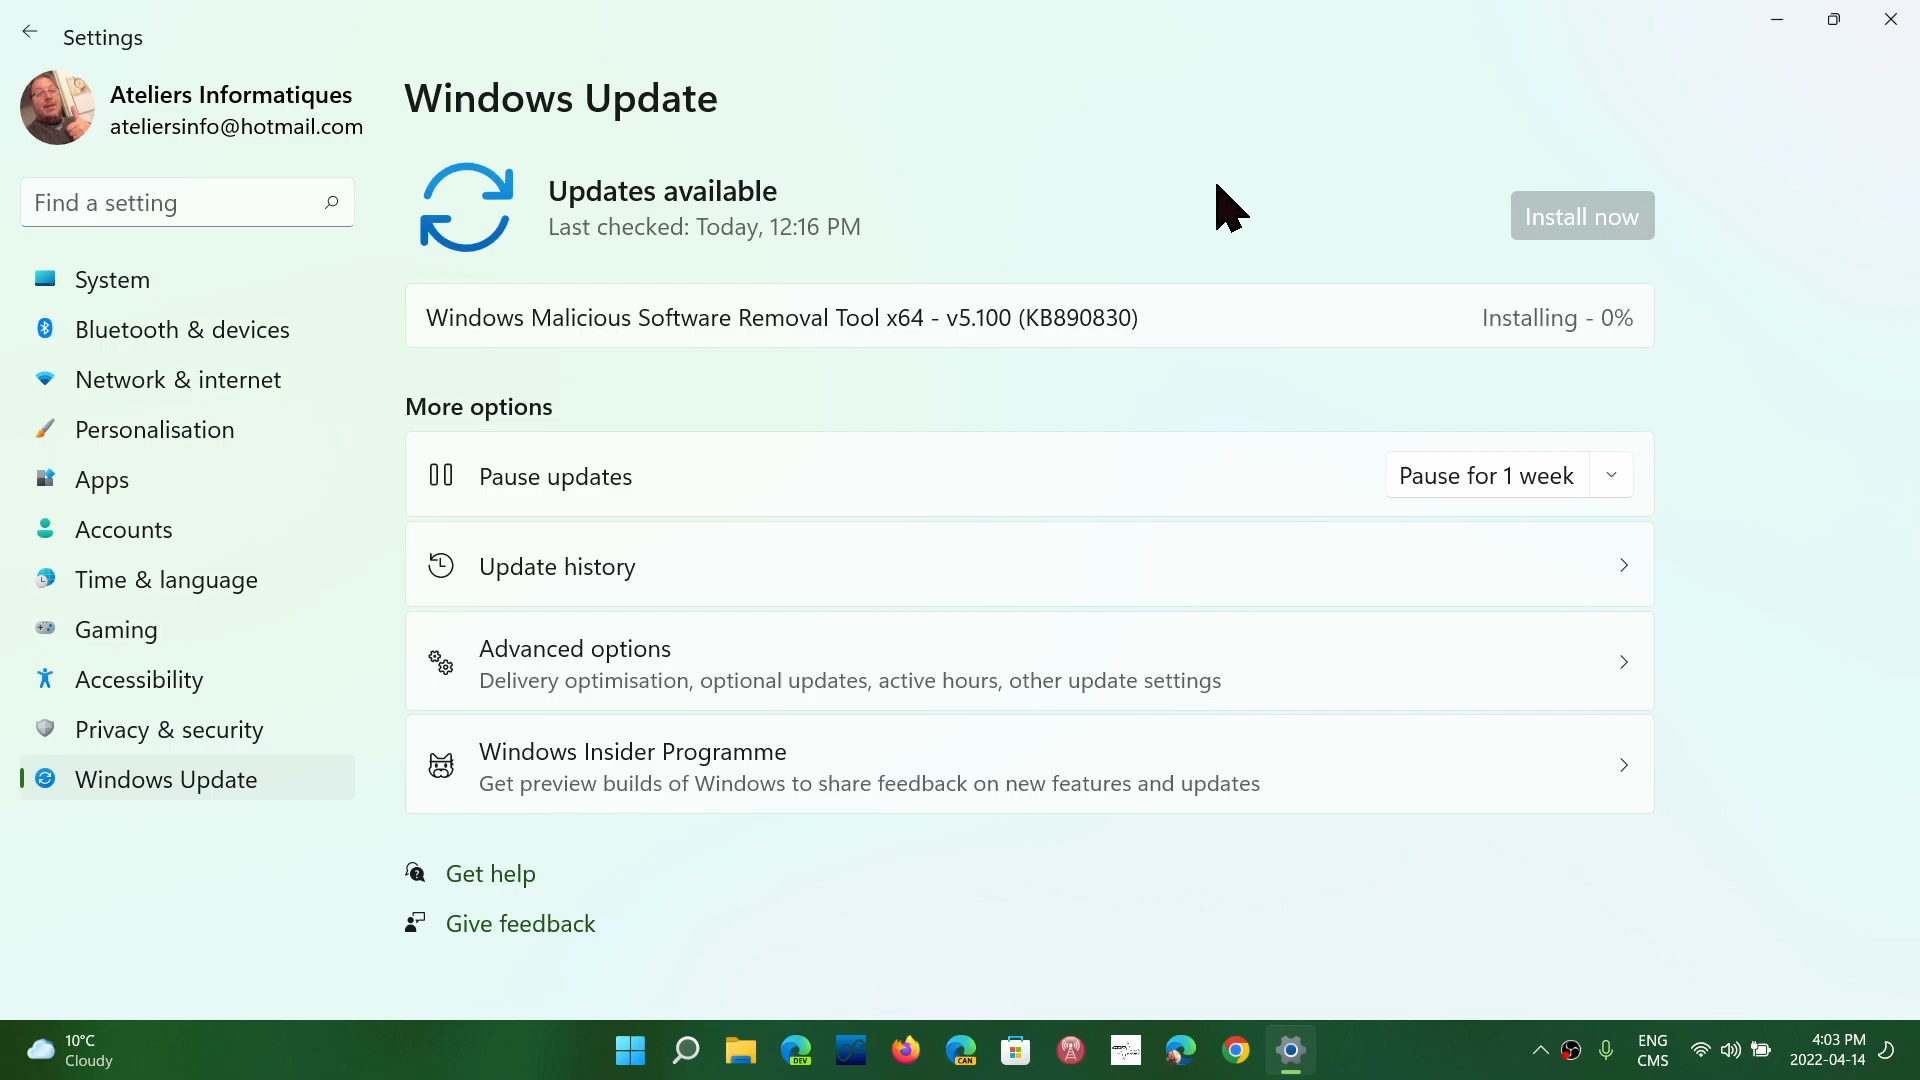 Settings
Ateliers Informatiques
ateliersinfo@hotmail.com
Find a setting
System
Bluetooth & devices
Network & internet
Personalisation
Apps
Accounts
Time & language
Gaming
Accessibility
Privacy & security
Windows Update
Windows Update
Updates available
Last checked: Today, 12:16 PM
Install now
Windows Malicious Software Removal Tool x64 - v5.100 (KB890830)
Installing - 0%
More options
Pause updates
Pause for 1 week
Update history
Advanced options
Delivery optimisation, optional updates, active hours, other update settings
Windows Insider Programme
Get preview builds of Windows to share feedback on new features and updates
Get help
Give feedback
10°C
Cloudy
DEV
CAN
ENG
CMS
4:03 PM
2022-04-14